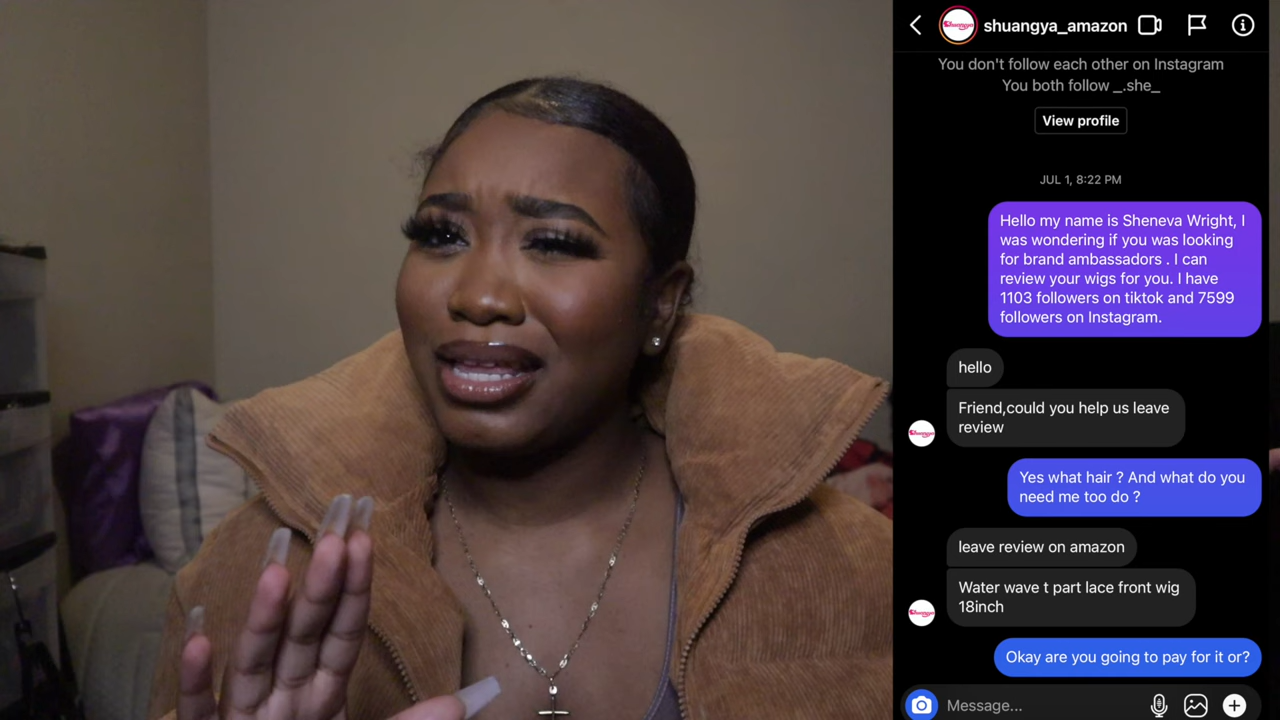 shuangya_amazon
You don't follow each other on Instagram
You both follow _.she_
View profile
JUL 1, 8:22 PM
Hello my name is Sheneva Wright, I
was wondering if you was looking
for brand ambassadors . I can
review your wigs for you. I have
1103 followers on tiktok and 7599
followers on Instagram.
hello
Friend,could you help us leave
review
Yes what hair ? And what do you
need me too do ?
leave review on amazon
Water wave t part lace front wig
18inch
Okay are you going to pay for it or?
Message...